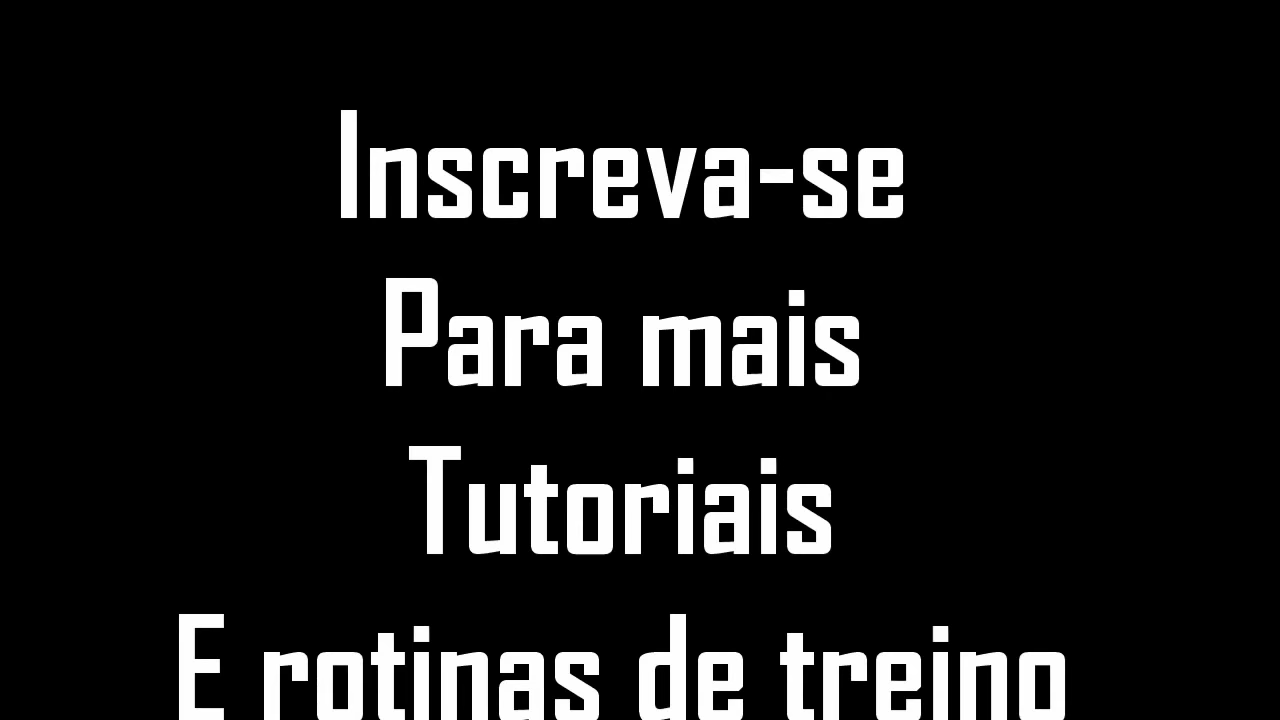 Inscreva-se
Para mais
Tutoriais
E rotinas de treino